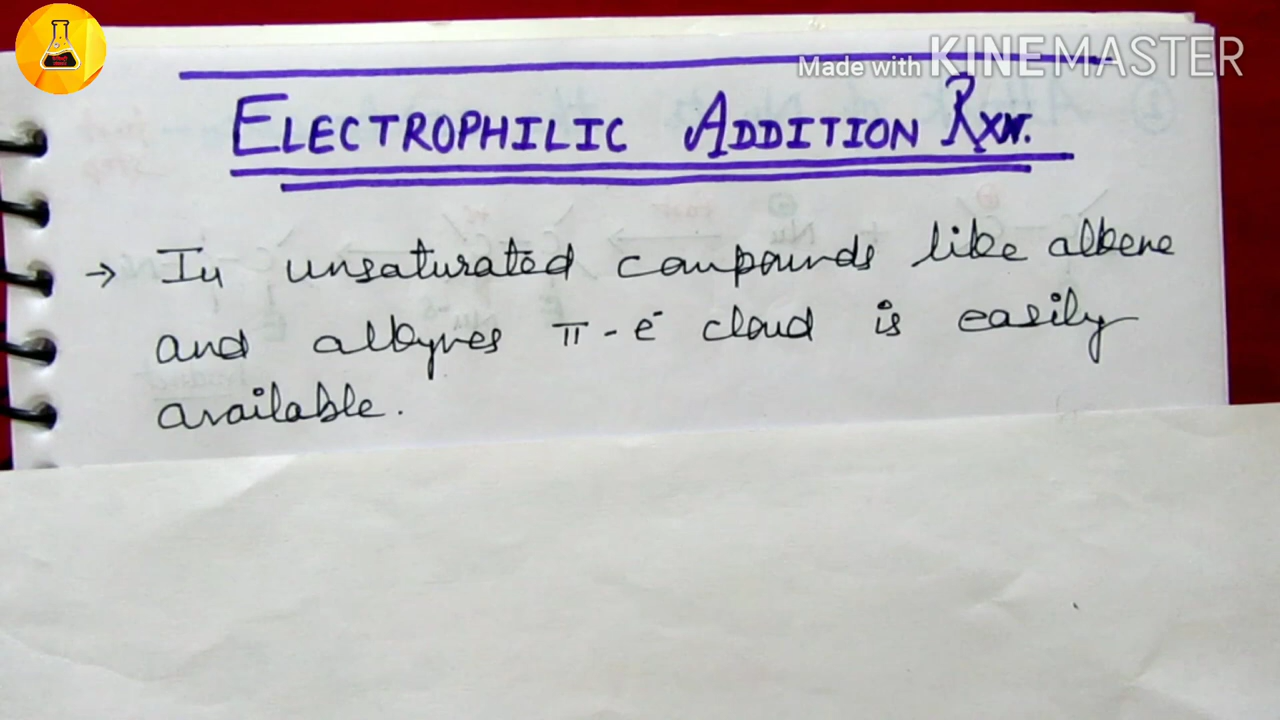 Made with KINEMASTER
ELECTROPHILIC ADDITION RXN.
→ In unsaturated compounds like alkene
and alkynes π-e⁻ cloud is easily
available.